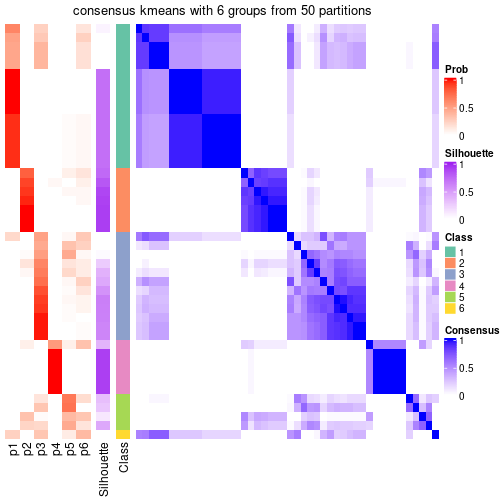 consensus kmeans with 6 groups from 50 partitions
Prob
1
0.5
0
Silhouette
1
0.5
0
Class
1
2
3
4
5
6
Consensus
1
0.5
0
p1
p2
p3
p4
p5
p6
Silhouette
Class